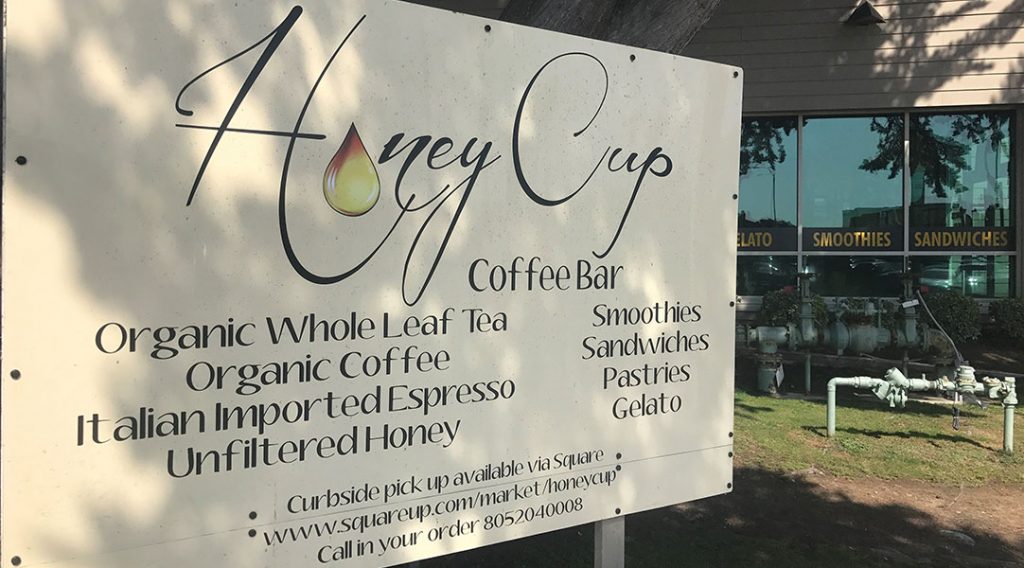 Honey Cup
Coffee Bar
Organic Whole Leaf Tea
Organic Coffee
Italian Imported Espresso
Unfiltered Honey
Smoothies
Sandwiches
Pastries
Gelato
Curbside pick up available via Square
www.squareup.com/market/honeycup
Call in your order 8052040008
ELATO
SMOOTHIES
SANDWICHES